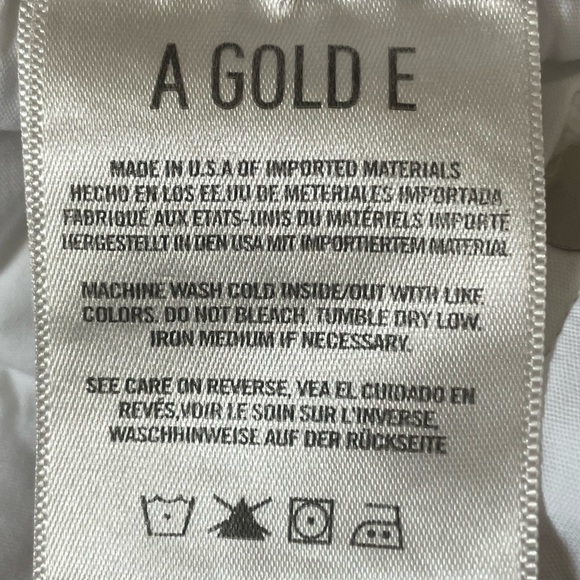 A GOLD E
MADE IN U.S.A OF IMPORTED MATERIALS
HECHO EN LOS EE.UU DE METERIALES IMPORTADA
FABRIQUÉ AUX ETATS-UNIS DU MATERIELS IMPORTÉ
HERGESTELLT IN DEN USA MIT IMPORTIERTEM MATERIAL
MACHINE WASH COLD INSIDE/OUT WITH LIKE
COLORS. DO NOT BLEACH. TUMBLE DRY LOW.
IRON MEDIUM IF NECESSARY.
SEE CARE ON REVERSE, VEA EL CUIDADO EN
REVÉS,VOIR LE SOIN SUR L'INVERSE,
WASCHHINWEISE AUF DER RÜCKSEITE